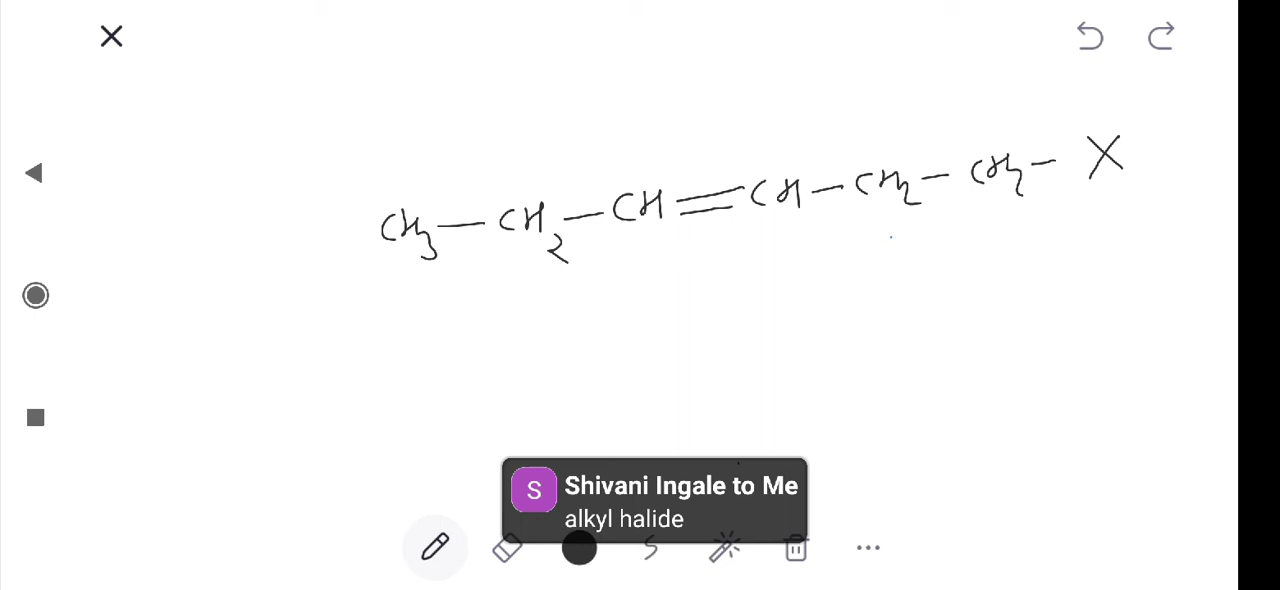 CH3—CH2—CH=CH—CH2—CH2—X
S
Shivani Ingale to Me
alkyl halide